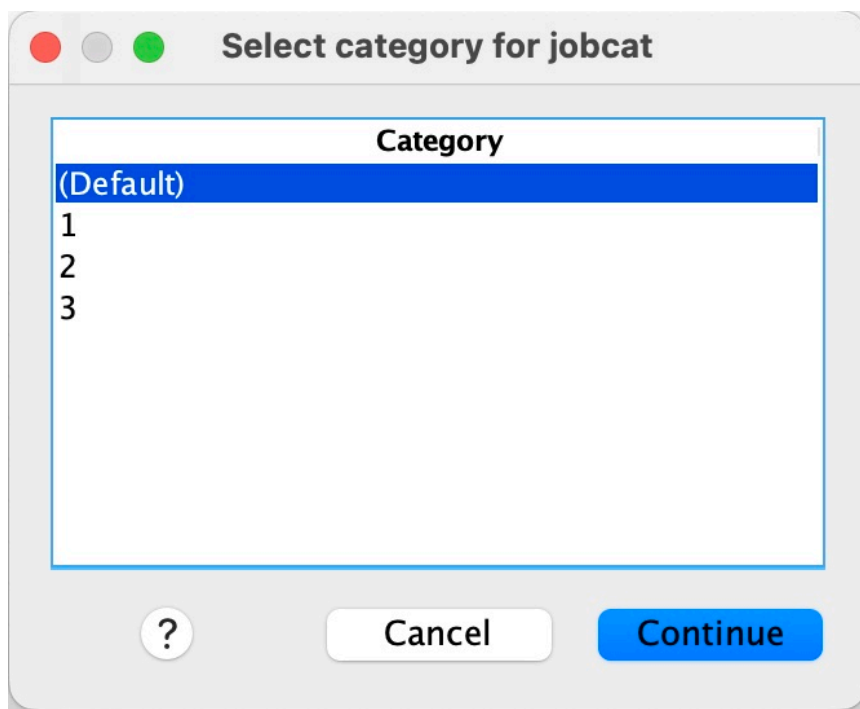 Select category for jobcat
Category
(Default)
1
2
3
?
Cancel
Continue